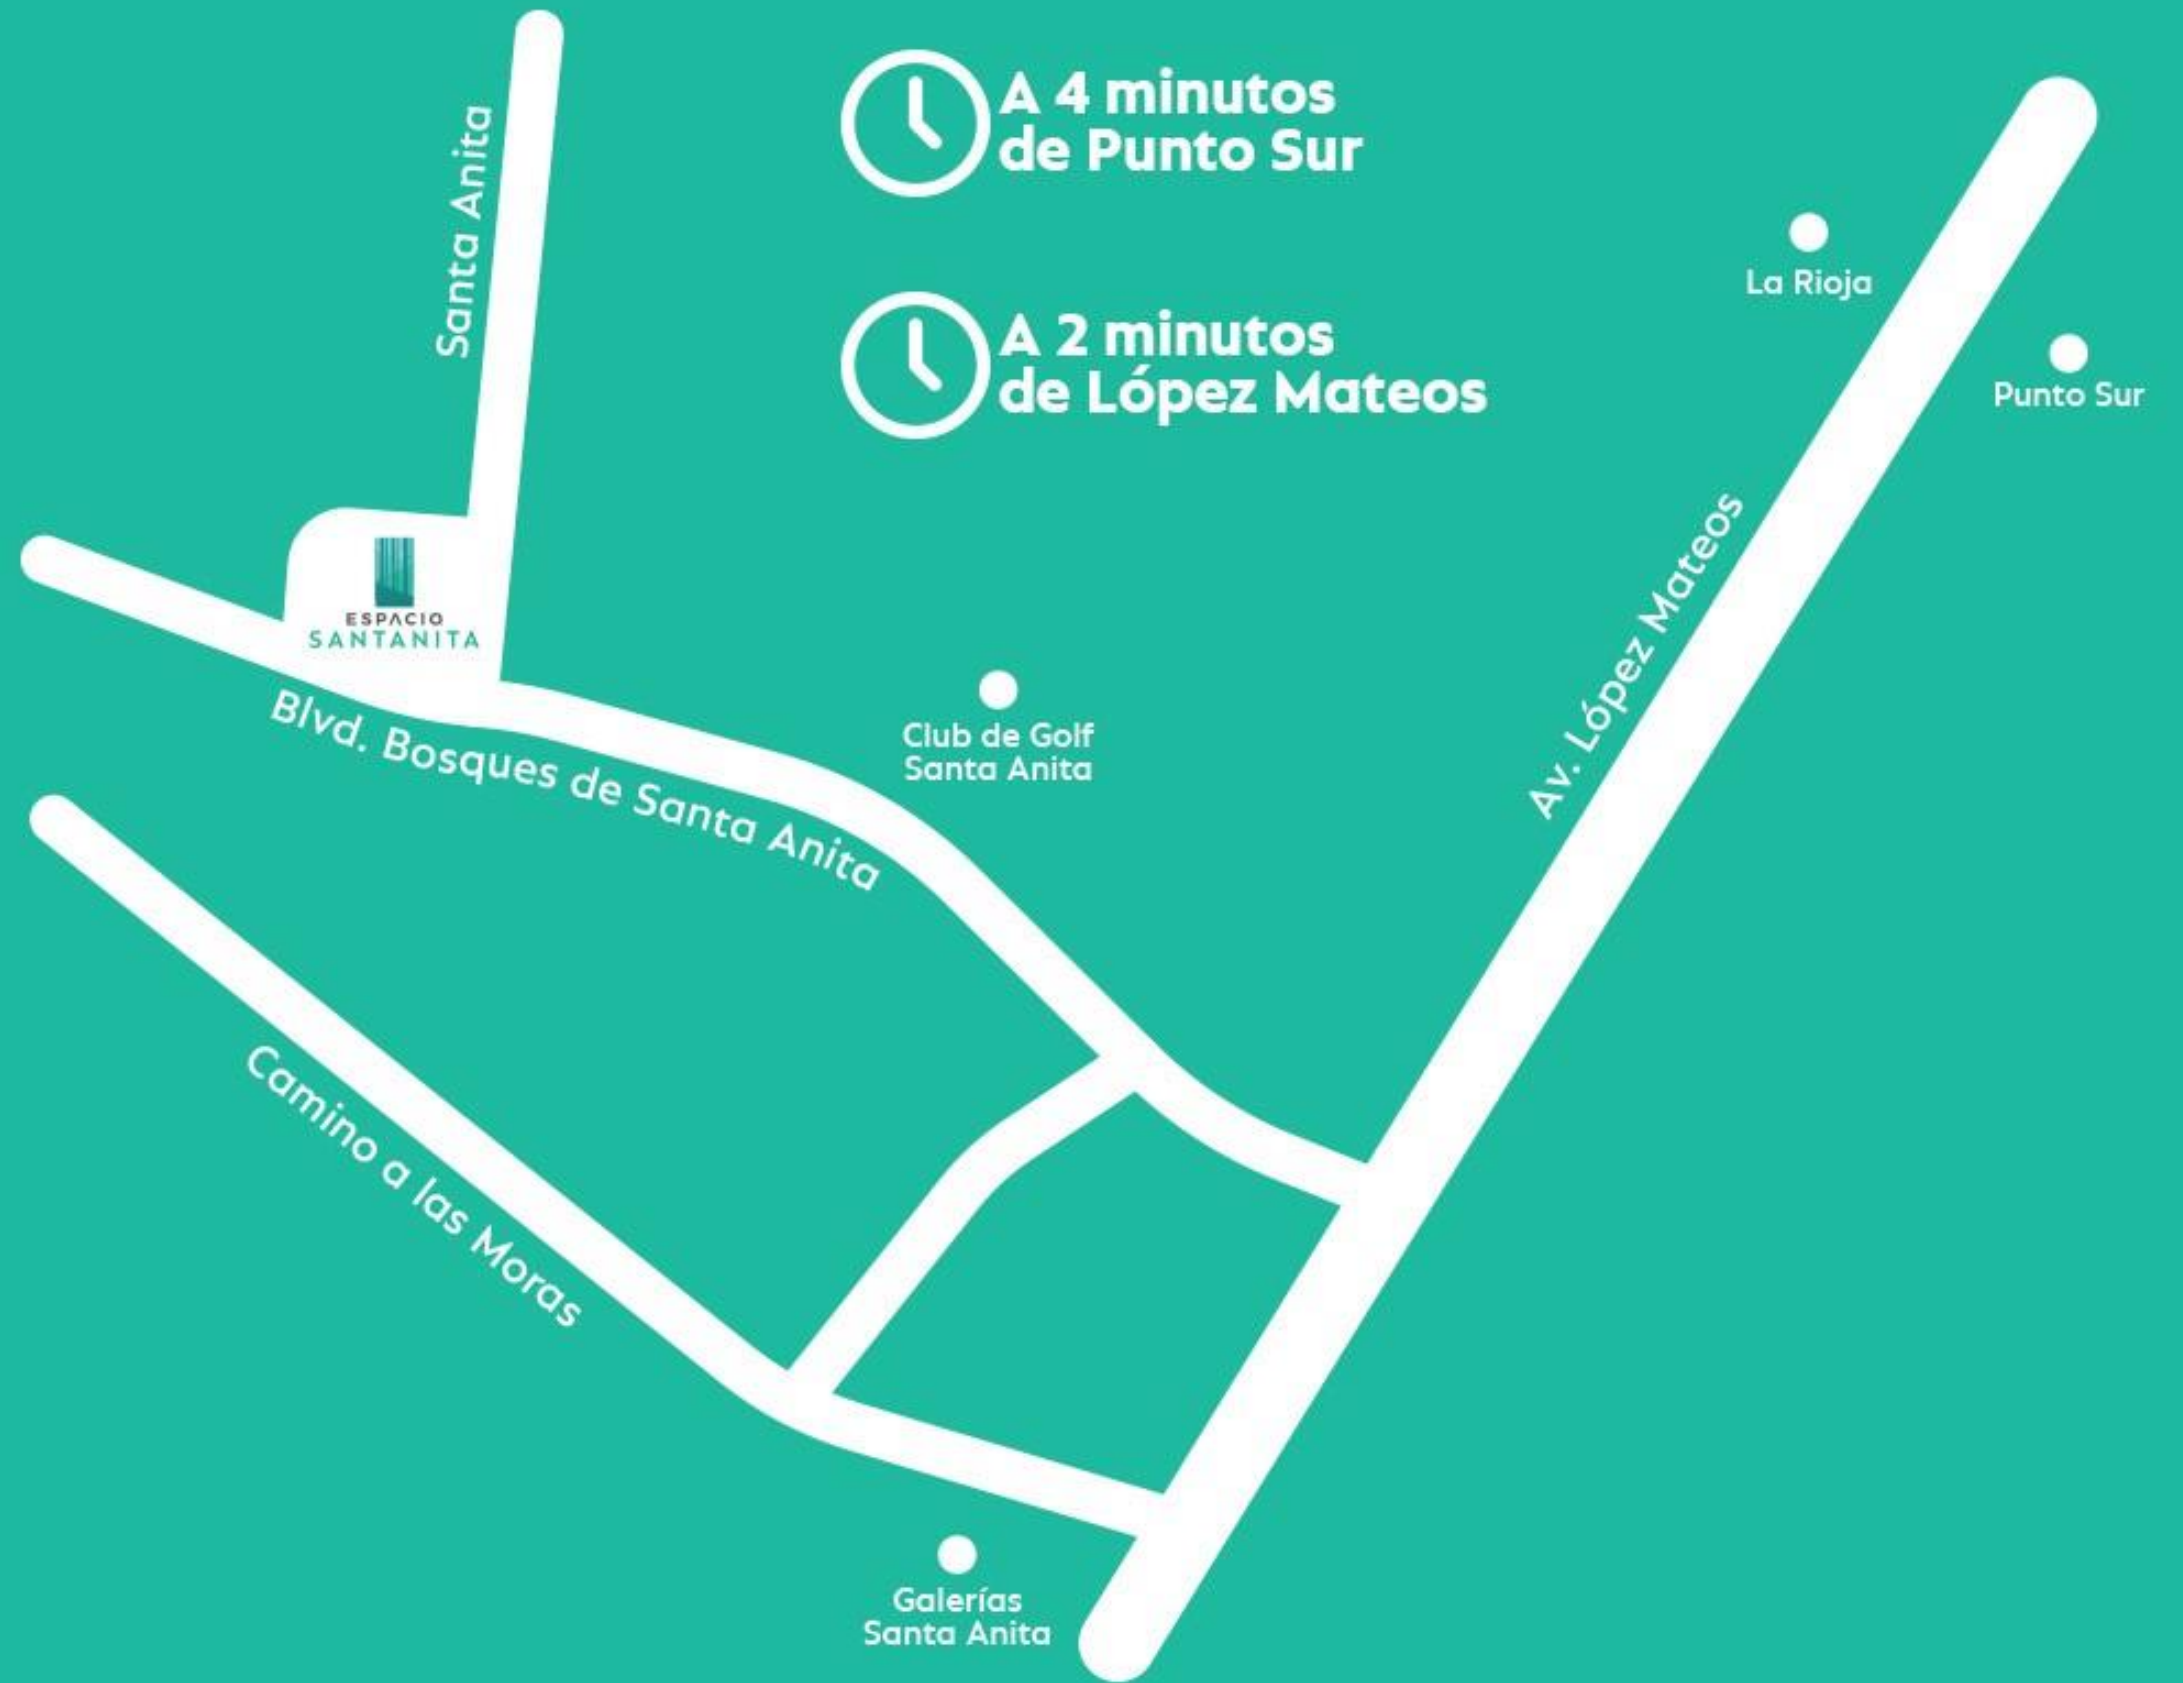 A 4 minutos
de Punto Sur
Santa Anita
La Rioja
A 2 minutos
de López Mateos
Punto Sur
ESPACIO
SANTANITA
Av. López Mateos
Blvd. Bosques de Santa Anita
Club de Golf
Santa Anita
Camino a las Moras
Galerías
Santa Anita